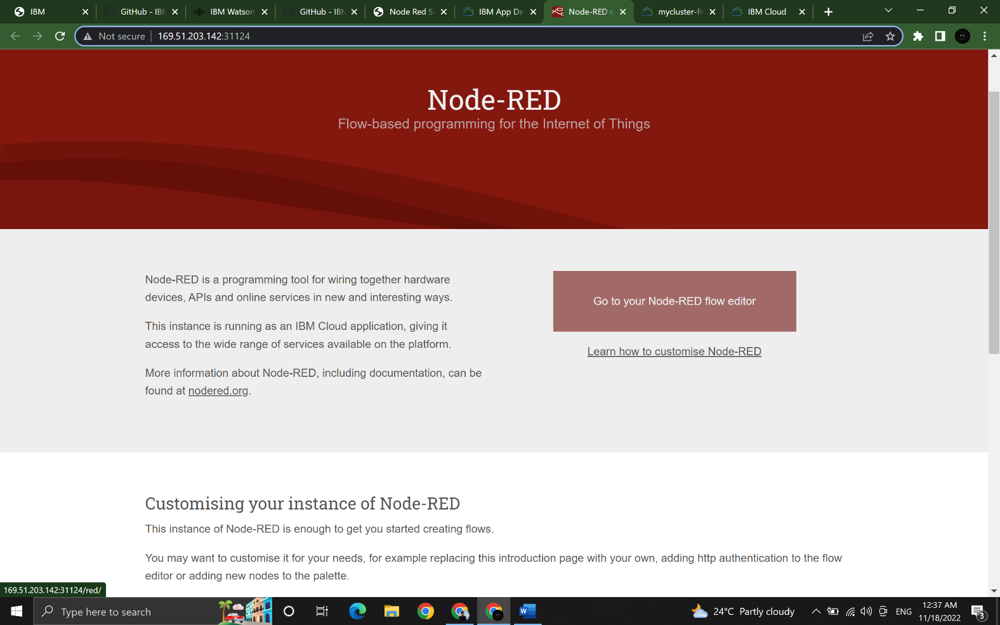 IBM
GitHub - IB
IBM Watson
GitHub - IB
Node Red S
IBM App De
Node-RED o
mycluster-fr
IBM Cloud
Not secure
169.51.203.142:31124
Node-RED
Flow-based programming for the Internet of Things
Node-RED is a programming tool for wiring together hardware
devices, APIs and online services in new and interesting ways.
This instance is running as an IBM Cloud application, giving it
access to the wide range of services available on the platform.
More information about Node-RED, including documentation, can be
found at nodered.org.
Go to your Node-RED flow editor
Learn how to customise Node-RED
Customising your instance of Node-RED
This instance of Node-RED is enough to get you started creating flows.
You may want to customise it for your needs, for example replacing this introduction page with your own, adding http authentication to the flow
editor or adding new nodes to the palette.
169.51.203.142:31124/red/
Type here to search
24°C Partly cloudy
ENG
12:37 AM
11/18/2022
3